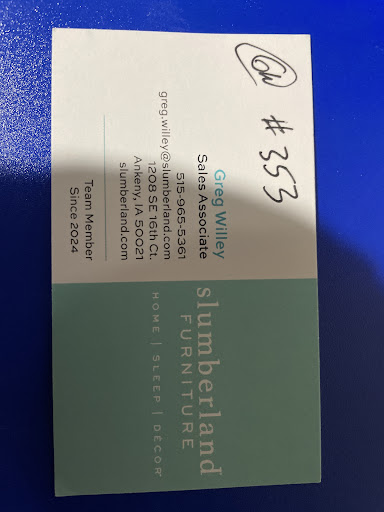 GW # 353
Greg Willey
Sales Associate
515-965-5361
greg.willey@slumberland.com
1208 SE 16th Ct.
Ankeny, IA 50021
slumberland.com
Team Member
Since 2024
slumberland
FURNITURE
HOME | SLEEP | DECOR